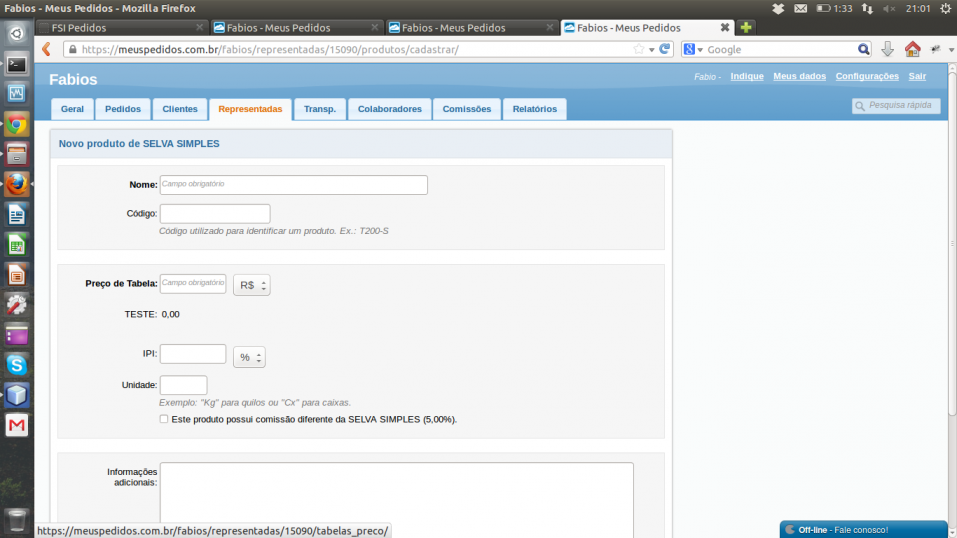 Fabios - Meus Pedidos - Mozilla Firefox
1:33
21:01
FSI Pedidos
Fabios - Meus Pedidos
Fabios - Meus Pedidos
Fabios - Meus Pedidos
https://meuspedidos.com.br/fabios/representadas/15090/produtos/cadastrar/
Google
Fabios
Fabio - Indique Meus dados Configurações Sair
Geral Pedidos Clientes Representadas Transp. Colaboradores Comissões Relatórios
Pesquisa rápida
Novo produto de SELVA SIMPLES
Nome: Campo obrigatório
Código:
Código utilizado para identificar um produto. Ex.: T200-S
Preço de Tabela: Campo obrigatório R$
TESTE: 0,00
IPI: %
Unidade:
Exemplo: "Kg" para quilos ou "Cx" para caixas.
Este produto possui comissão diferente da SELVA SIMPLES (5,00%).
Informações
adicionais:
https://meuspedidos.com.br/fabios/representadas/15090/tabelas_preco/
Off-line - Fale conosco!